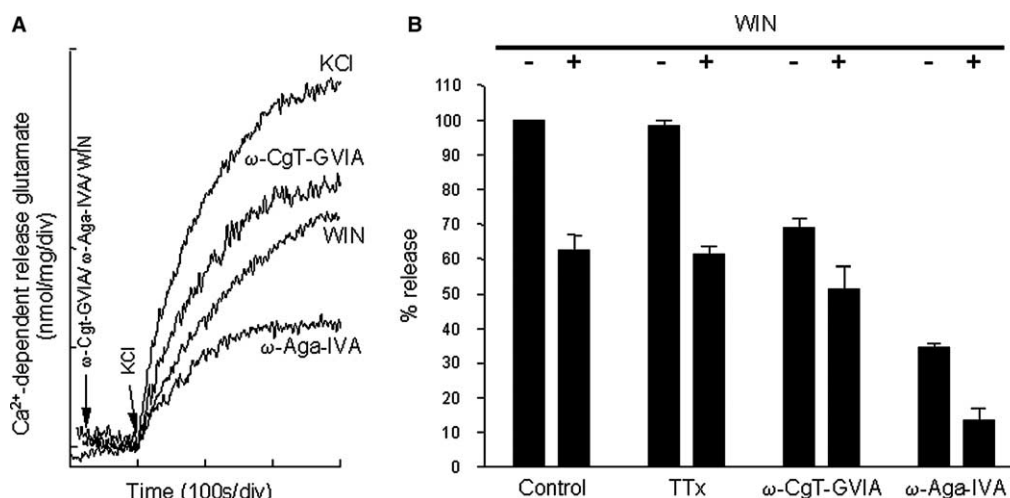 A
KCl
ω-CgT-GVIA
WIN
ω-Aga-IVA
Ca²⁺-dependent release glutamate
(nmol/mg/div)
ω-Cgt-GVIA/ ω-Aga-IVA/ WIN
KCl
Time (100s/div)
B
WIN
- + - + - + - +
110
100
90
80
70
60
50
40
30
20
10
0
% release
Control TTx ω-CgT-GVIA ω-Aga-IVA